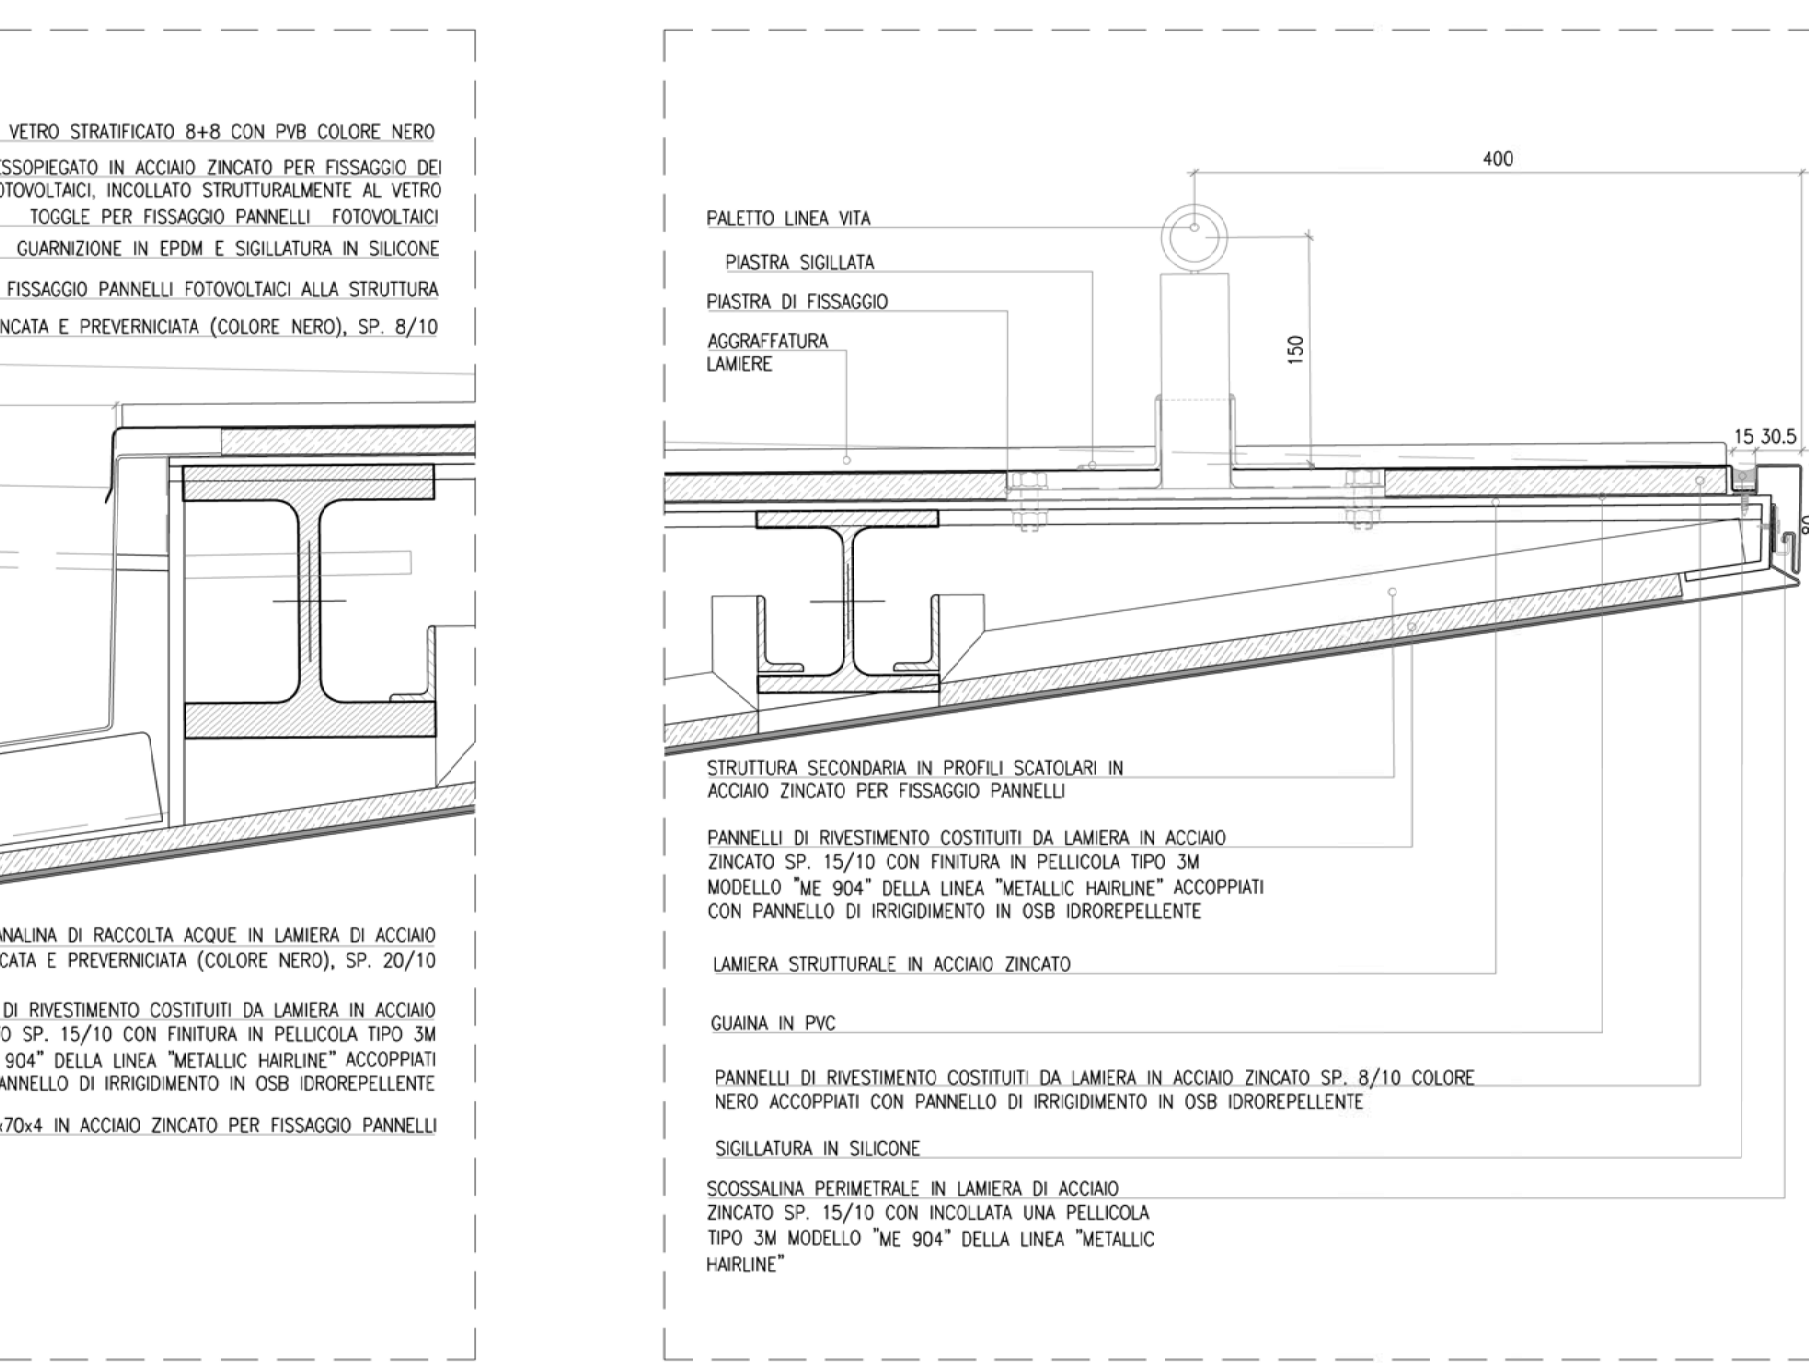 VETRO STRATIFICATO 8+8 CON PVB COLORE NERO
IN ACCIAIO ZINCATO PER FISSAGGIO DEI
INCOLLATO STRUTTURALMENTE AL VETRO
TOGGLE PER FISSAGGIO PANNELLI FOTOVOLTAICI
GUARNIZIONE IN EPDM E SIGILLATURA IN SILICONE
FISSAGGIO PANNELLI FOTOVOLTAICI ALLA STRUTTURA
E PREVERNICIATA (COLORE NERO), SP. 8/10
ANALINA DI RACCOLTA ACQUE IN LAMIERA DI ACCIAIO
CATA E PREVERNICIATA (COLORE NERO), SP. 20/10
DI RIVESTIMENTO COSTITUITI DA LAMIERA IN ACCIAIO
O SP. 15/10 CON FINITURA IN PELLICOLA TIPO 3M
904" DELLA LINEA "METALLIC HAIRLINE" ACCOPPIATI
ANNELLO DI IRRIGIDIMENTO IN OSB IDROREPELLENTE
x70x4 IN ACCIAIO ZINCATO PER FISSAGGIO PANNELLI
400
PALETTO LINEA VITA
PIASTRA SIGILLATA
PIASTRA DI FISSAGGIO
AGGRAFFATURA
LAMIERE
150
15 30.5
STRUTTURA SECONDARIA IN PROFILI SCATOLARI IN
ACCIAIO ZINCATO PER FISSAGGIO PANNELLI
PANNELLI DI RIVESTIMENTO COSTITUITI DA LAMIERA IN ACCIAIO
ZINCATO SP. 15/10 CON FINITURA IN PELLICOLA TIPO 3M
MODELLO "ME 904" DELLA LINEA "METALLIC HAIRLINE" ACCOPPIATI
CON PANNELLO DI IRRIGIDIMENTO IN OSB IDROREPELLENTE
LAMIERA STRUTTURALE IN ACCIAIO ZINCATO
GUAINA IN PVC
PANNELLI DI RIVESTIMENTO COSTITUITI DA LAMIERA IN ACCIAIO ZINCATO SP. 8/10 COLORE
NERO ACCOPPIATI CON PANNELLO DI IRRIGIDIMENTO IN OSB IDROREPELLENTE
SIGILLATURA IN SILICONE
SCOSSALINA PERIMETRALE IN LAMIERA DI ACCIAIO
ZINCATO SP. 15/10 CON INCOLLATA UNA PELLICOLA
TIPO 3M MODELLO "ME 904" DELLA LINEA "METALLIC
HAIRLINE"